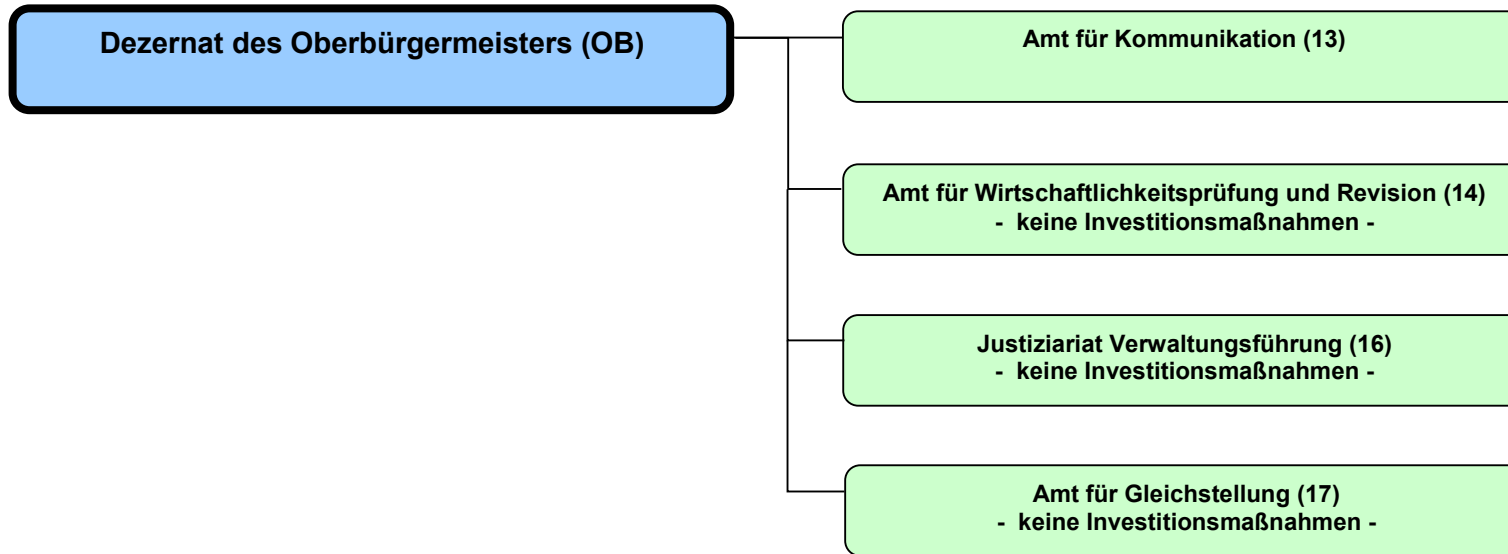 Dezernat des Oberbürgermeisters (OB)
Amt für Kommunikation (13)
Amt für Wirtschaftlichkeitsprüfung und Revision (14)
- keine Investitionsmaßnahmen -
Justiziariat Verwaltungsführung (16)
- keine Investitionsmaßnahmen -
Amt für Gleichstellung (17)
- keine Investitionsmaßnahmen -